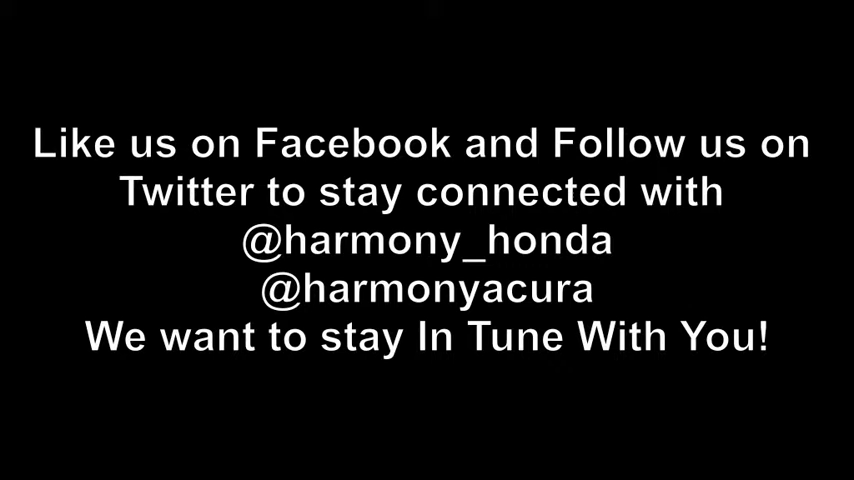 Like us on Facebook and Follow us on
Twitter to stay connected with
@harmony_honda
@harmonyacura
We want to stay In Tune With You!